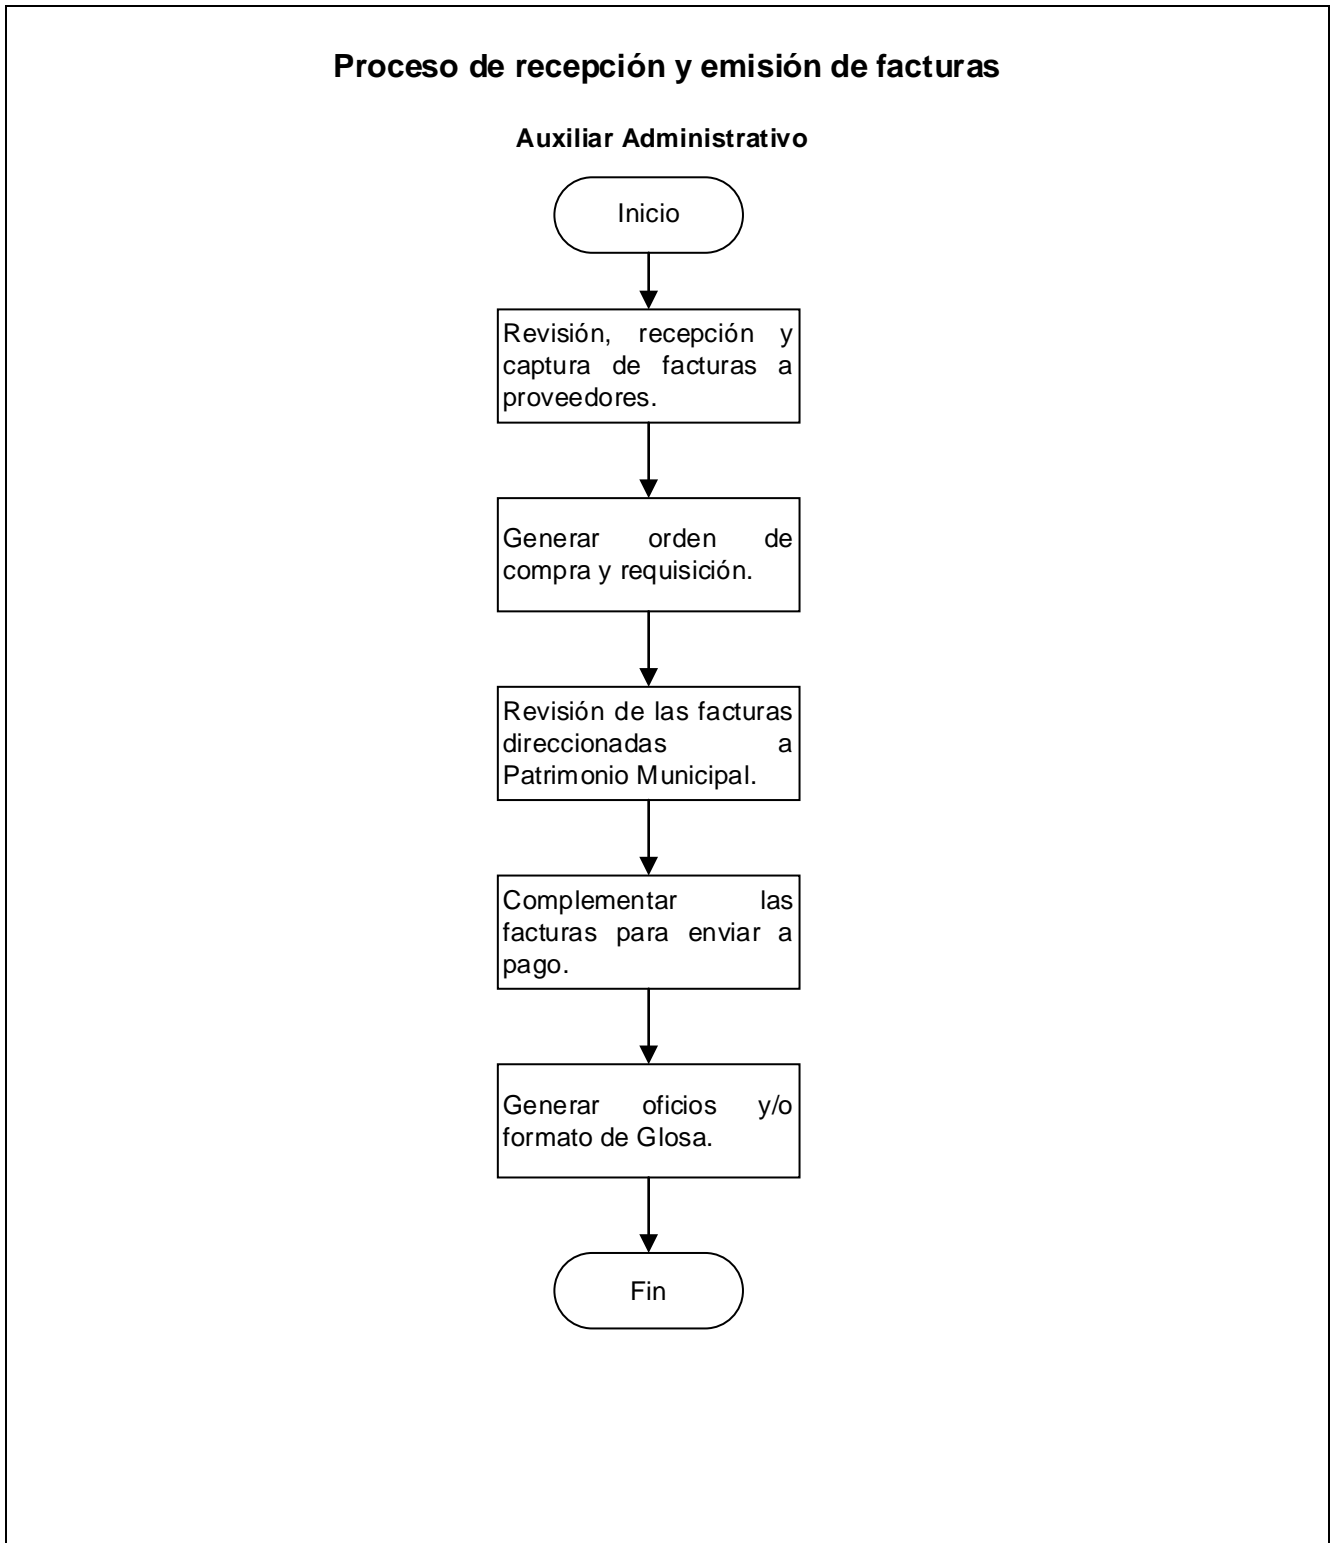 Proceso de recepción y emisión de facturas
Auxiliar Administrativo
Inicio
Revisión, recepción y
captura de facturas a
proveedores.
Generar orden de
compra y requisición.
Revisión de las facturas
direccionadas a
Patrimonio Municipal.
Complementar las
facturas para enviar a
pago.
Generar oficios y/o
formato de Glosa.
Fin